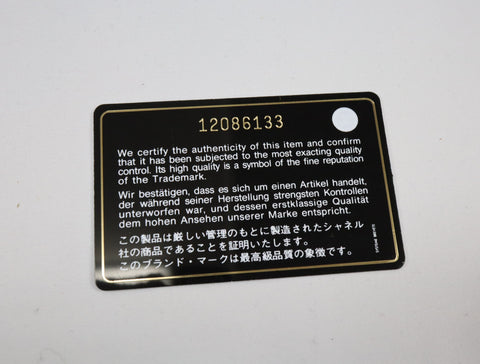 12086133
We certify the authenticity of this item and confirm
that it has been subjected to the most exacting quality
control. Its high quality is a symbol of the fine reputation
of the Trademark.
Wir bestätigen, dass es sich um einen Artikel handelt,
der während seiner Herstellung strengsten Kontrollen
unterworfen war, und dessen erstklassige Qualität
dem hohen Ansehen unserer Marke entspricht.
この製品は厳しい管理のもとに製造されたシャネル
社の商品であることを証明いたします。
このブランド・マークは最高級品質の象徴です。